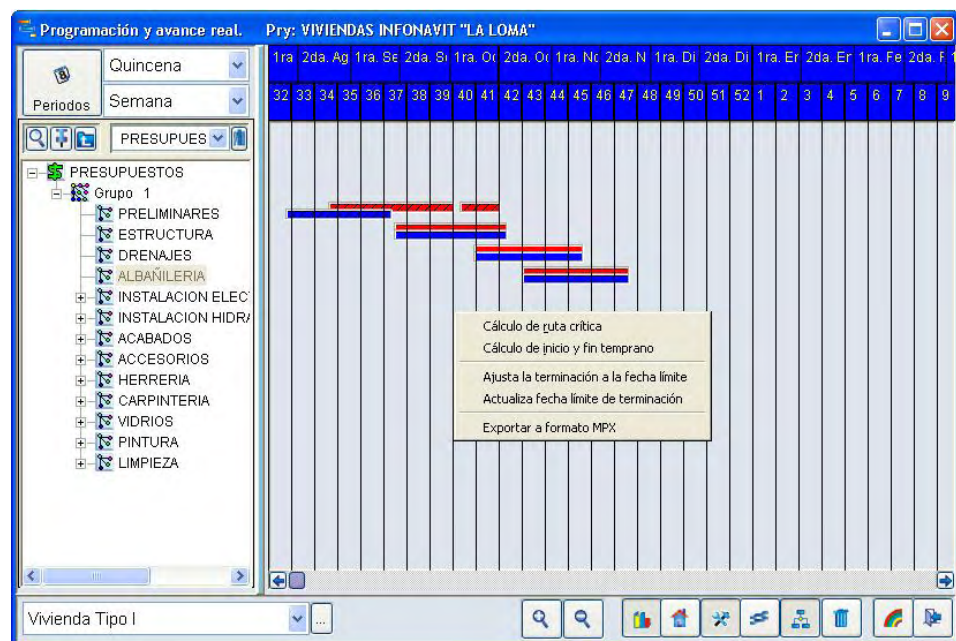 Programación y avance real. Pry: VIVIENDAS INFONAVIT "LA LOMA"
Periodos
Quincena
Semana
PRESUPUES
1ra 2da. Ag 1ra. Se 2da. S 1ra. Oc 2da. Oc 1ra. No 2da. N 1ra. Di 2da. Di 1ra. Er 2da. Er 1ra. Fe 2da. F 1
32 33 34 35 36 37 38 39 40 41 42 43 44 45 46 47 48 49 50 51 52 1 2 3 4 5 6 7 8 9
PRESUPUESTOS
Grupo 1
PRELIMINARES
ESTRUCTURA
DRENAJES
ALBAÑILERIA
INSTALACION ELEC
INSTALACION HIDRA
ACABADOS
ACCESORIOS
HERRERIA
CARPINTERIA
VIDRIOS
PINTURA
LIMPIEZA
Cálculo de ruta crítica
Cálculo de inicio y fin temprano
Ajusta la terminación a la fecha límite
Actualiza fecha límite de terminación
Exportar a formato MPX
Vivienda Tipo I
...